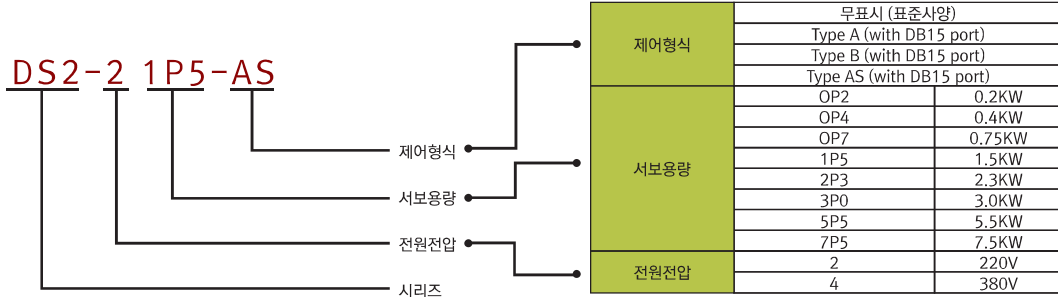 DS2-2 1P5-AS
제어형식
서보용량
전원전압
시리즈
제어형식
무표시 (표준사양)
Type A (with DB15 port)
Type B (with DB15 port)
Type AS (with DB15 port)
서보용량
OP2 0.2KW
OP4 0.4KW
OP7 0.75KW
1P5 1.5KW
2P3 2.3KW
3P0 3.0KW
5P5 5.5KW
7P5 7.5KW
전원전압
2 220V
4 380V